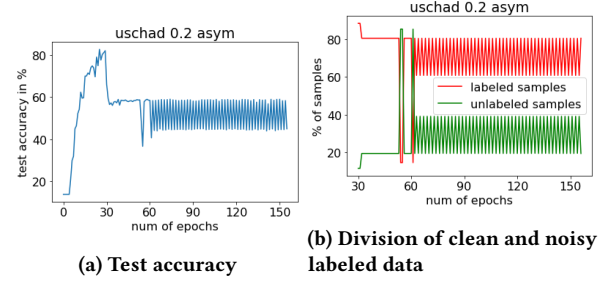 uschad 0.2 asym
80
60
40
20
test accuracy in %
0 30 60 90 120 150
num of epochs
(a) Test accuracy
uschad 0.2 asym
80
60
40
20
% of samples
labeled samples
unlabeled samples
30 60 90 120 150
num of epochs
(b) Division of clean and noisy
labeled data